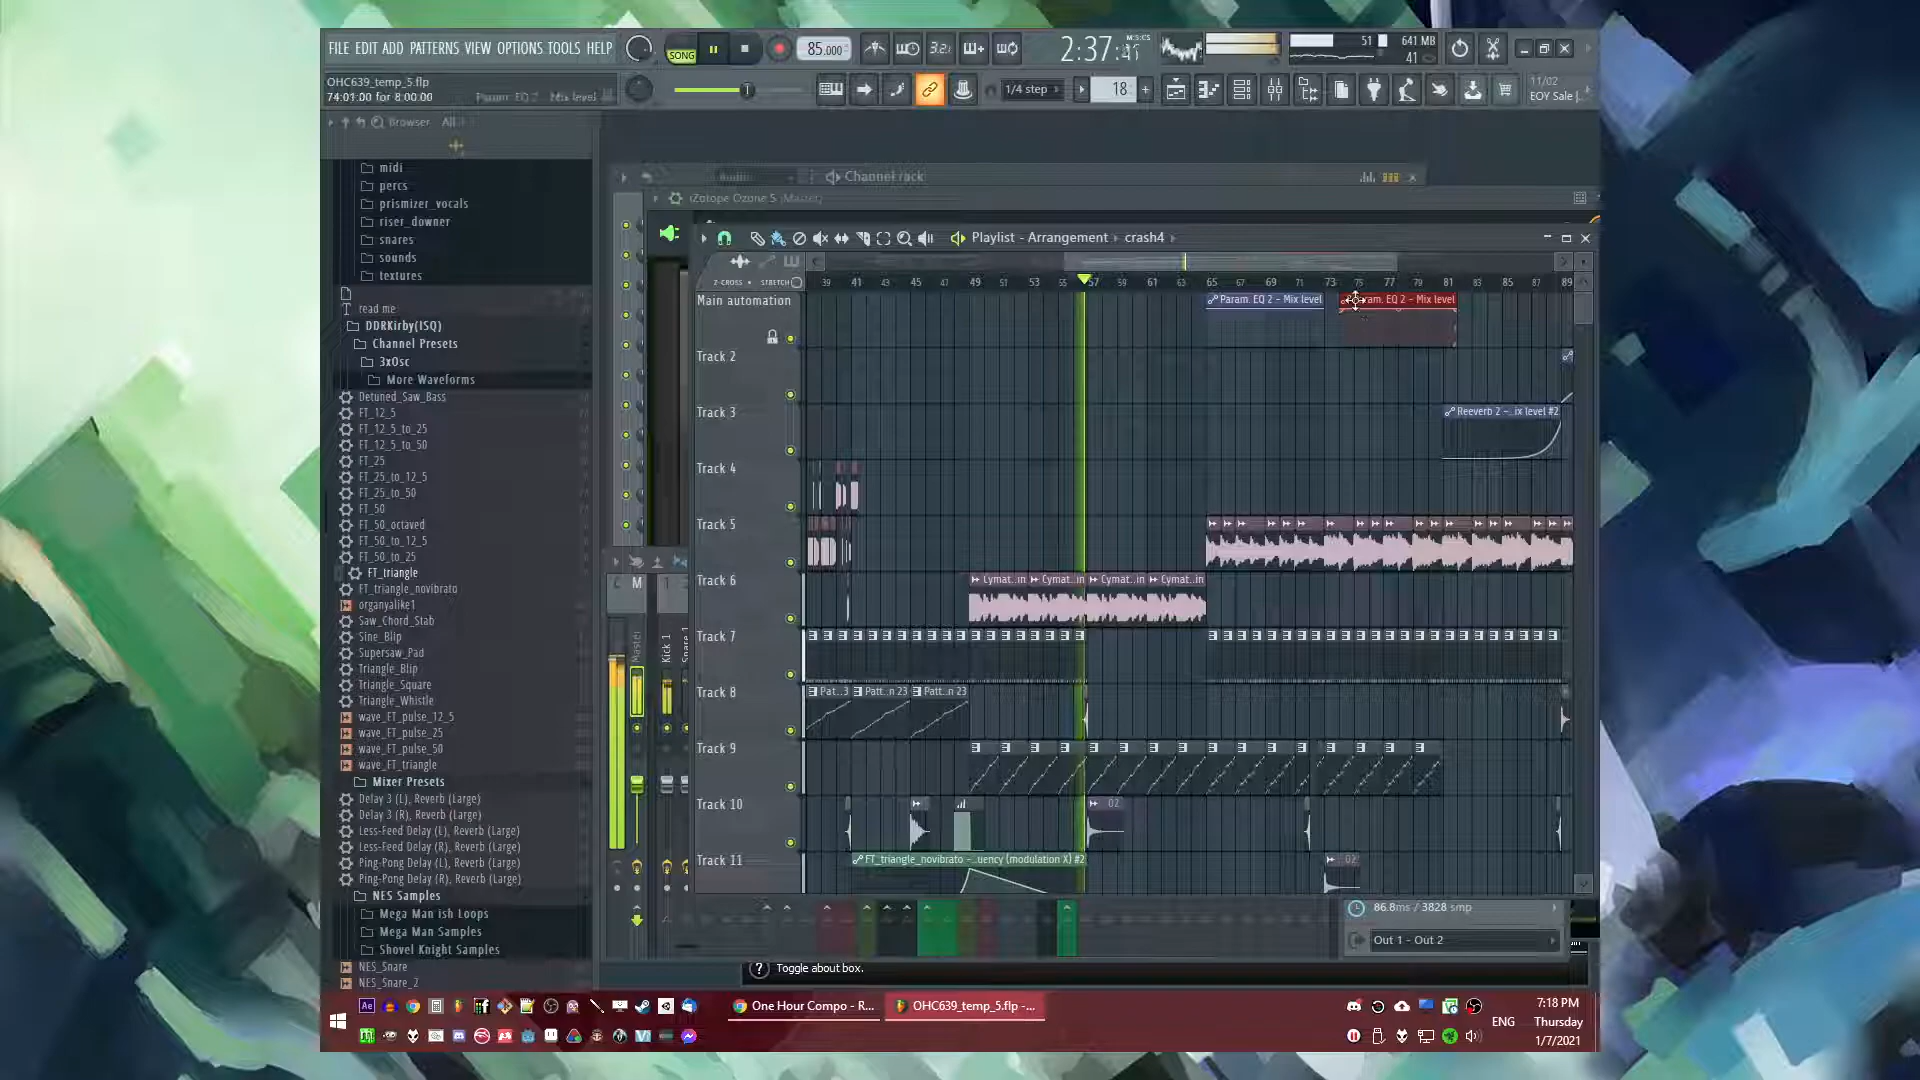 FILE EDIT ADD PATTERNS VIEW OPTIONS TOOLS HELP
SONG
85.000
3.2.
2:37:41
M:S:CS
51
641 MB
41
OHC639_temp_5.flp
74:01:00 for 8:00:00
Param. EQ 2 - Mix level
1/4 step
18
11/02
EOY Sale |
Browser
All
midi
percs
prismizer_vocals
riser_downer
snares
sounds
textures
read me
DDRKirby(ISQ)
Channel Presets
3xOsc
More Waveforms
Detuned_Saw_Bass
FT_12_5
FT_12_5_to_25
FT_12_5_to_50
FT_25
FT_25_to_12_5
FT_25_to_50
FT_50
FT_50_octaved
FT_50_to_12_5
FT_50_to_25
FT_triangle
FT_triangle_novibrato
organyalike1
Saw_Chord_Stab
Sine_Blip
Supersaw_Pad
Triangle_Blip
Triangle_Square
Triangle_Whistle
wave_FT_pulse_12_5
wave_FT_pulse_25
wave_FT_pulse_50
wave_FT_triangle
Mixer Presets
Delay 3 (L), Reverb (Large)
Delay 3 (R), Reverb (Large)
Less-Feed Delay (L), Reverb (Large)
Less-Feed Delay (R), Reverb (Large)
Ping-Pong Delay (L), Reverb (Large)
Ping-Pong Delay (R), Reverb (Large)
NES Samples
Mega Man ish Loops
Mega Man Samples
Shovel Knight Samples
NES_Snare
NES_Snare_2
Channel rack
iZotope Ozone 5 (Master)
C
M
1
Master
Kick 1
Snare 1
Playlist - Arrangement
crash4
Z-CROSS
STRETCH
39 41 43 45 47 49 51 53 55 57 59 61 63 65 67 69 71 73 75 77 79 81 83 85 87 89
Main automation
Param. EQ 2 - Mix level
ram. EQ 2 - Mix level
Track 2
Track 3
Reeverb 2 - ..ix level #2
Track 4
Track 5
Track 6
Cymat..in
Cymat..in
Cymat..in
Cymat..in
Track 7
Track 8
Pat..3
Patt..n 23
Patt..n 23
Track 9
Track 10
02
Track 11
FT_triangle_novibrato - ..uency (modulation X) #2
02
86.8ms / 3828 smp
Out 1 - Out 2
? Toggle about box.
One Hour Compo - R...
OHC639_temp_5.flp -...
ENG
7:18 PM
Thursday
1/7/2021